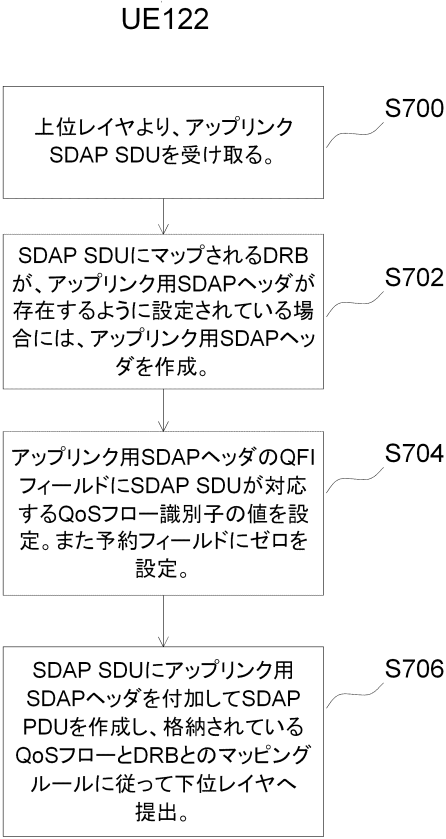 UE122
S700
上位レイヤより、アップリンク
SDAP SDUを受け取る。
S702
SDAP SDUにマップされるDRB
が、アップリンク用SDAPヘッダが
存在するように設定されている場
合には、アップリンク用SDAPヘッ
ダを作成。
S704
アップリンク用SDAPヘッダのQFI
フィールドにSDAP SDUが対応
するQoSフロー識別子の値を設
定。また予約フィールドにゼロを
設定。
S706
SDAP SDUにアップリンク用
SDAPヘッダを付加してSDAP
PDUを作成し、格納されている
QoSフローとDRBとのマッピング
ルールに従って下位レイヤへ
提出。